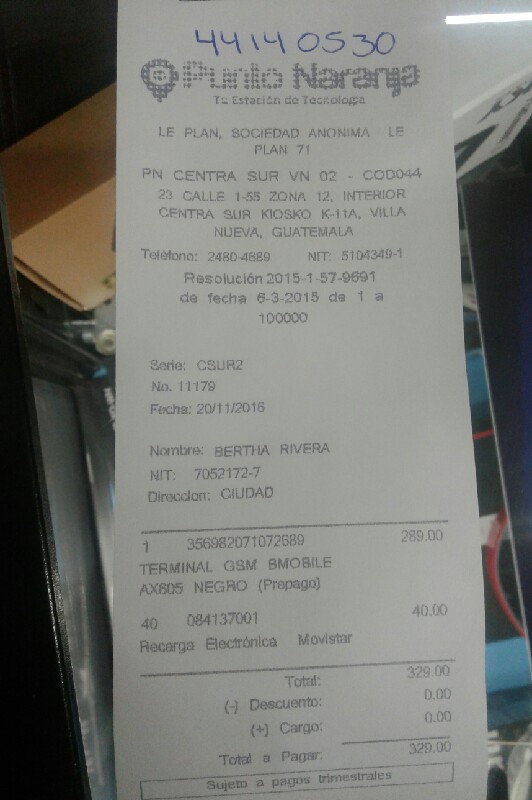 44140530
Punto Naranja
Tu Estación de Tecnología
LE PLAN, SOCIEDAD ANONIMA LE
PLAN 71
PN CENTRA SUR VN 02 - COD044
23 CALLE 1-55 ZONA 12, INTERIOR
CENTRA SUR KIOSKO K-11A, VILLA
NUEVA, GUATEMALA
Teléfono: 2480-4689 NIT: 5104349-1
Resolución 2015-1-57-9691
de fecha 6-3-2015 de 1 a
100000
Serie: CSUR2
No. 11179
Fecha: 20/11/2016
Nombre: BERTHA RIVERA
NIT: 7052172-7
Direccion: CIUDAD
1 356982071072689 289.00
TERMINAL GSM BMOBILE
AX605 NEGRO (Prepago)
40 084137001 40.00
Recarga Electrónica Movistar
Total: 329.00
(-) Descuento: 0.00
(+) Cargo: 0.00
Total a Pagar: 329.00
Sujeto a pagos trimestrales